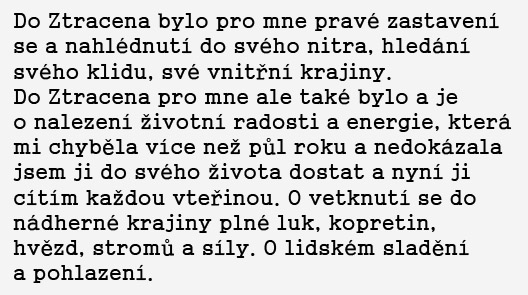 Do Ztracena bylo pro mne pravé zastavení
se a nahlédnutí do svého nitra, hledání
svého klidu, své vnitřní krajiny.
Do Ztracena pro mne ale také bylo a je
o nalezení životní radosti a energie, která
mi chyběla více než půl roku a nedokázala
jsem ji do svého života dostat a nyní ji
cítím každou vteřinou. O vetknutí se do
nádherné krajiny plné luk, kopretin,
hvězd, stromů a síly. O lidském sladění
a pohlazení.